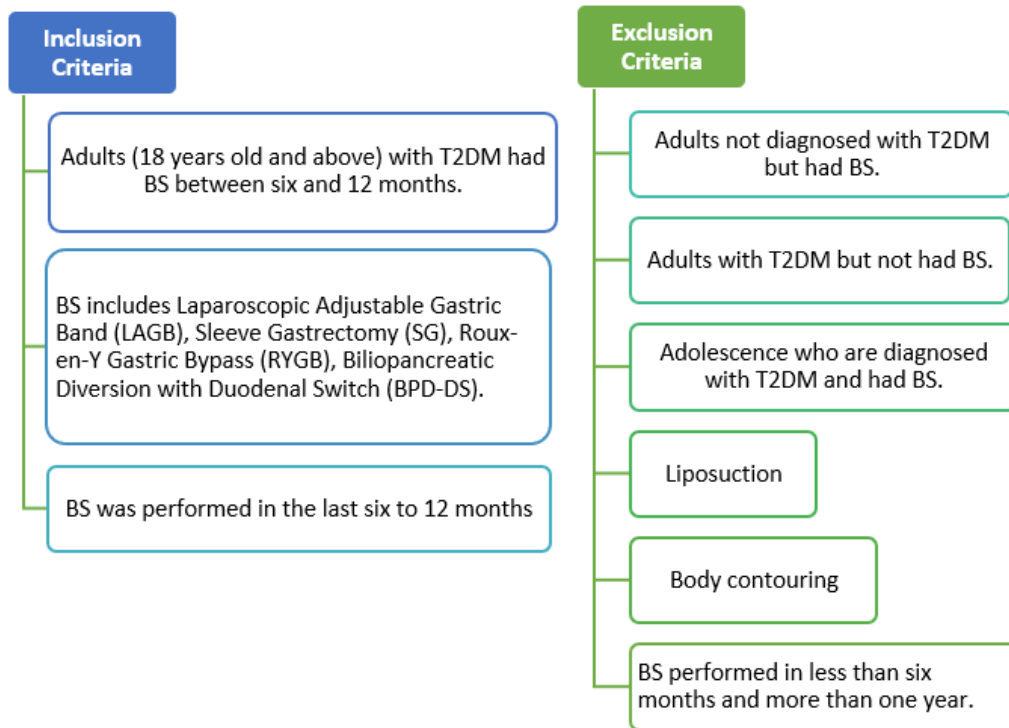 Inclusion
Criteria
Adults (18 years old and above) with T2DM had
BS between six and 12 months.
BS includes Laparoscopic Adjustable Gastric
Band (LAGB), Sleeve Gastrectomy (SG), Roux-
en-Y Gastric Bypass (RYGB), Biliopancreatic
Diversion with Duodenal Switch (BPD-DS).
BS was performed in the last six to 12 months
Exclusion
Criteria
Adults not diagnosed with T2DM
but had BS.
Adults with T2DM but not had BS.
Adolescence who are diagnosed
with T2DM and had BS.
Liposuction
Body contouring
BS performed in less than six
months and more than one year.